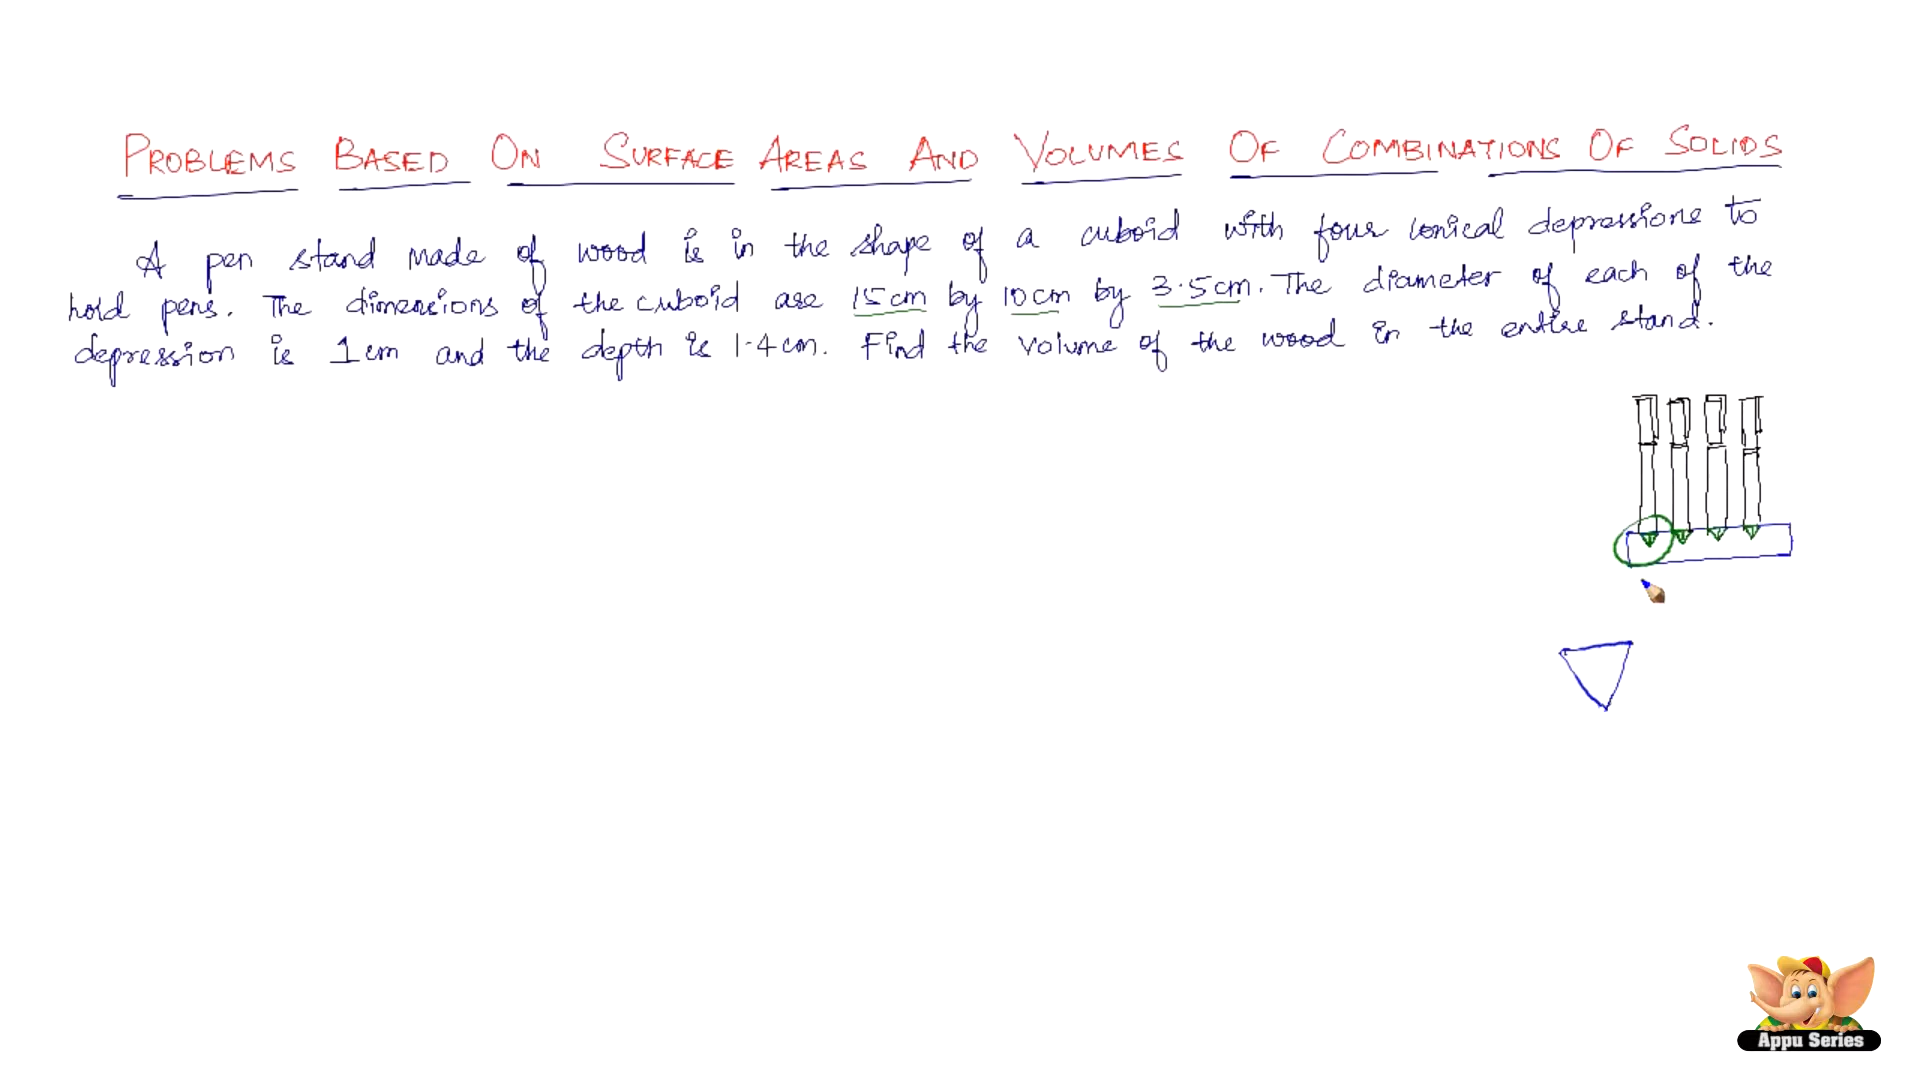 PROBLEMS BASED ON SURFACE AREAS AND VOLUMES OF COMBINATIONS OF SOLIDS
A pen stand made of wood is in the shape of a cuboid with four conical depressions to
hold pens. The dimensions of the cuboid are 15cm by 10cm by 3.5cm. The diameter of each of the
depression is 1cm and the depth is 1.4cm. Find the volume of the wood in the entire stand.
Appu Series